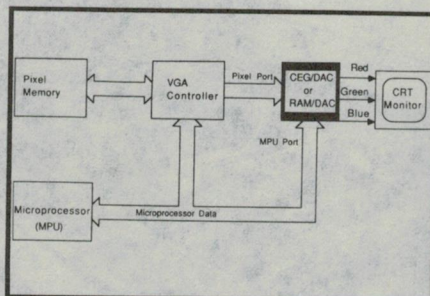 Pixel
Memory
VGA
Controller
Pixel Port
CEG/DAC
or
RAM/DAC
Red
Green
Blue
CRT
Monitor
MPU Port
Microprocessor
(MPU)
Microprocessor Data